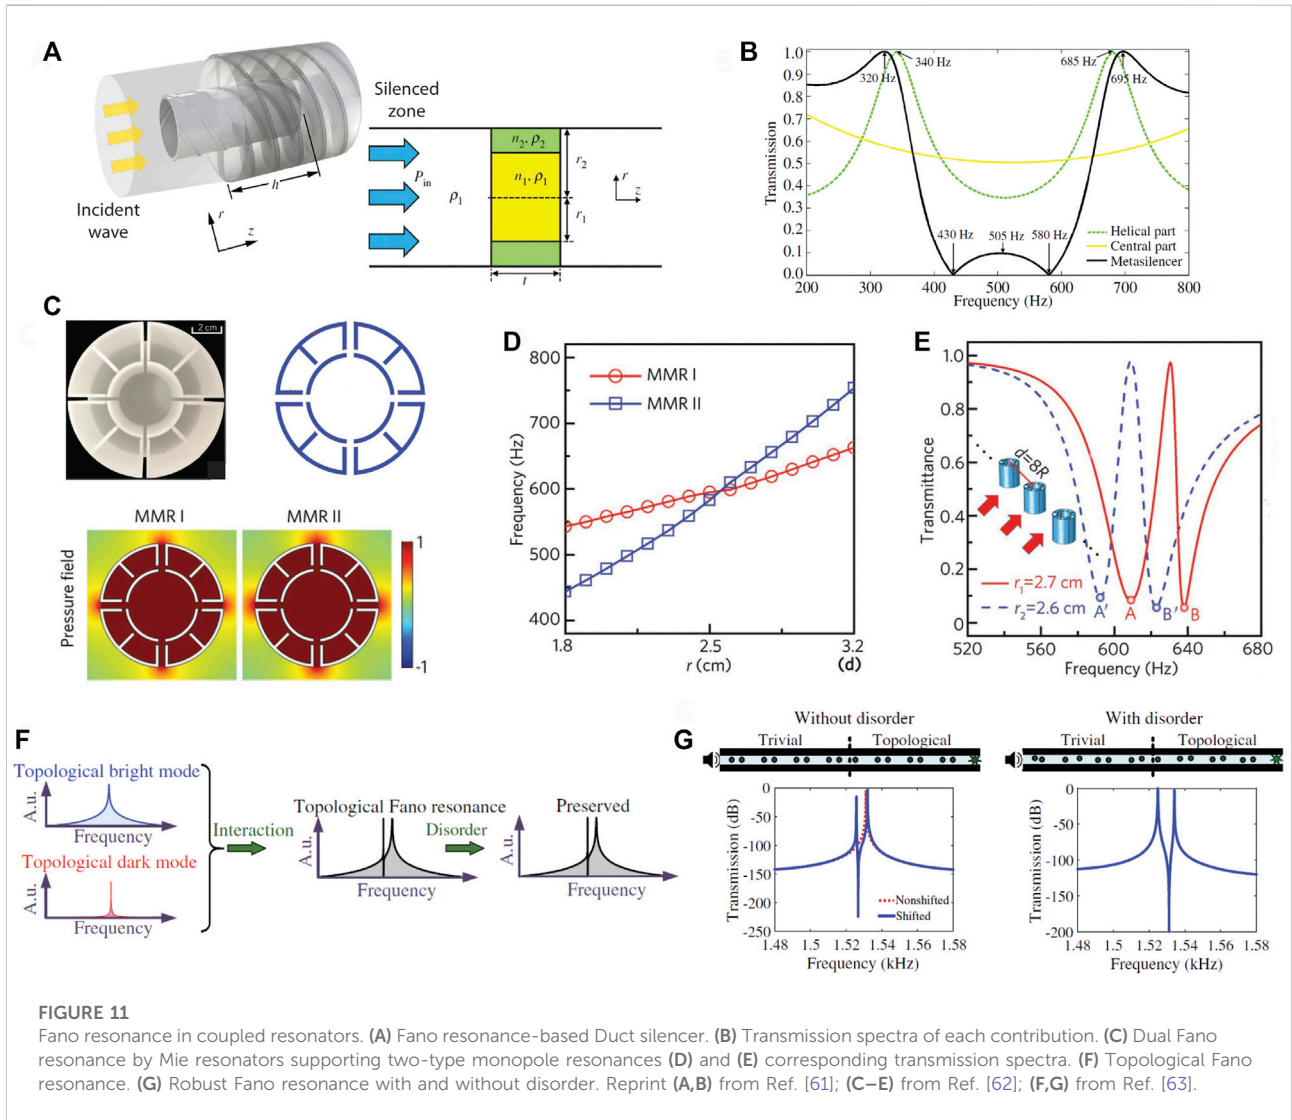 A
Incident
wave
h
r
z
Silenced
zone
P_in
ρ₁
n₂, ρ₂
n₁, ρ₁
r₂
r₁
r
z
t
B
Transmission
1.0
0.9
0.8
0.7
0.6
0.5
0.4
0.3
0.2
0.1
0.0
320 Hz
340 Hz
685 Hz
695 Hz
430 Hz
505 Hz
580 Hz
Helical part
Central part
Metasilencer
200 300 400 500 600 700 800
Frequency (Hz)
C
2 cm
MMR I
MMR II
Pressure field
1
-1
D
Frequency (Hz)
800
700
600
500
400
MMR I
MMR II
1.8 2.5 3.2
r (cm)
(d)
E
Transmittance
1.0
0.8
0.6
0.4
0.2
0
d=8R
r₁=2.7 cm
r₂=2.6 cm
A′ A B′ B
520 560 600 640 680
Frequency (Hz)
F
Topological bright mode
A.u.
Frequency
Topological dark mode
A.u.
Frequency
Interaction
Topological Fano resonance
A.u.
Frequency
Disorder
Preserved
A.u.
Frequency
G
Without disorder
Trivial Topological
Transmission (dB)
0
-50
-100
-150
-200
-250
Nonshifted
Shifted
1.48 1.5 1.52 1.54 1.56 1.58
Frequency (kHz)
With disorder
Trivial Topological
Transmission (dB)
0
-50
-100
-150
-200
1.48 1.5 1.52 1.54 1.56 1.58
Frequency (kHz)
FIGURE 11
Fano resonance in coupled resonators. (A) Fano resonance-based Duct silencer. (B) Transmission spectra of each contribution. (C) Dual Fano
resonance by Mie resonators supporting two-type monopole resonances (D) and (E) corresponding transmission spectra. (F) Topological Fano
resonance. (G) Robust Fano resonance with and without disorder. Reprint (A,B) from Ref. [61]; (C–E) from Ref. [62]; (F,G) from Ref. [63].